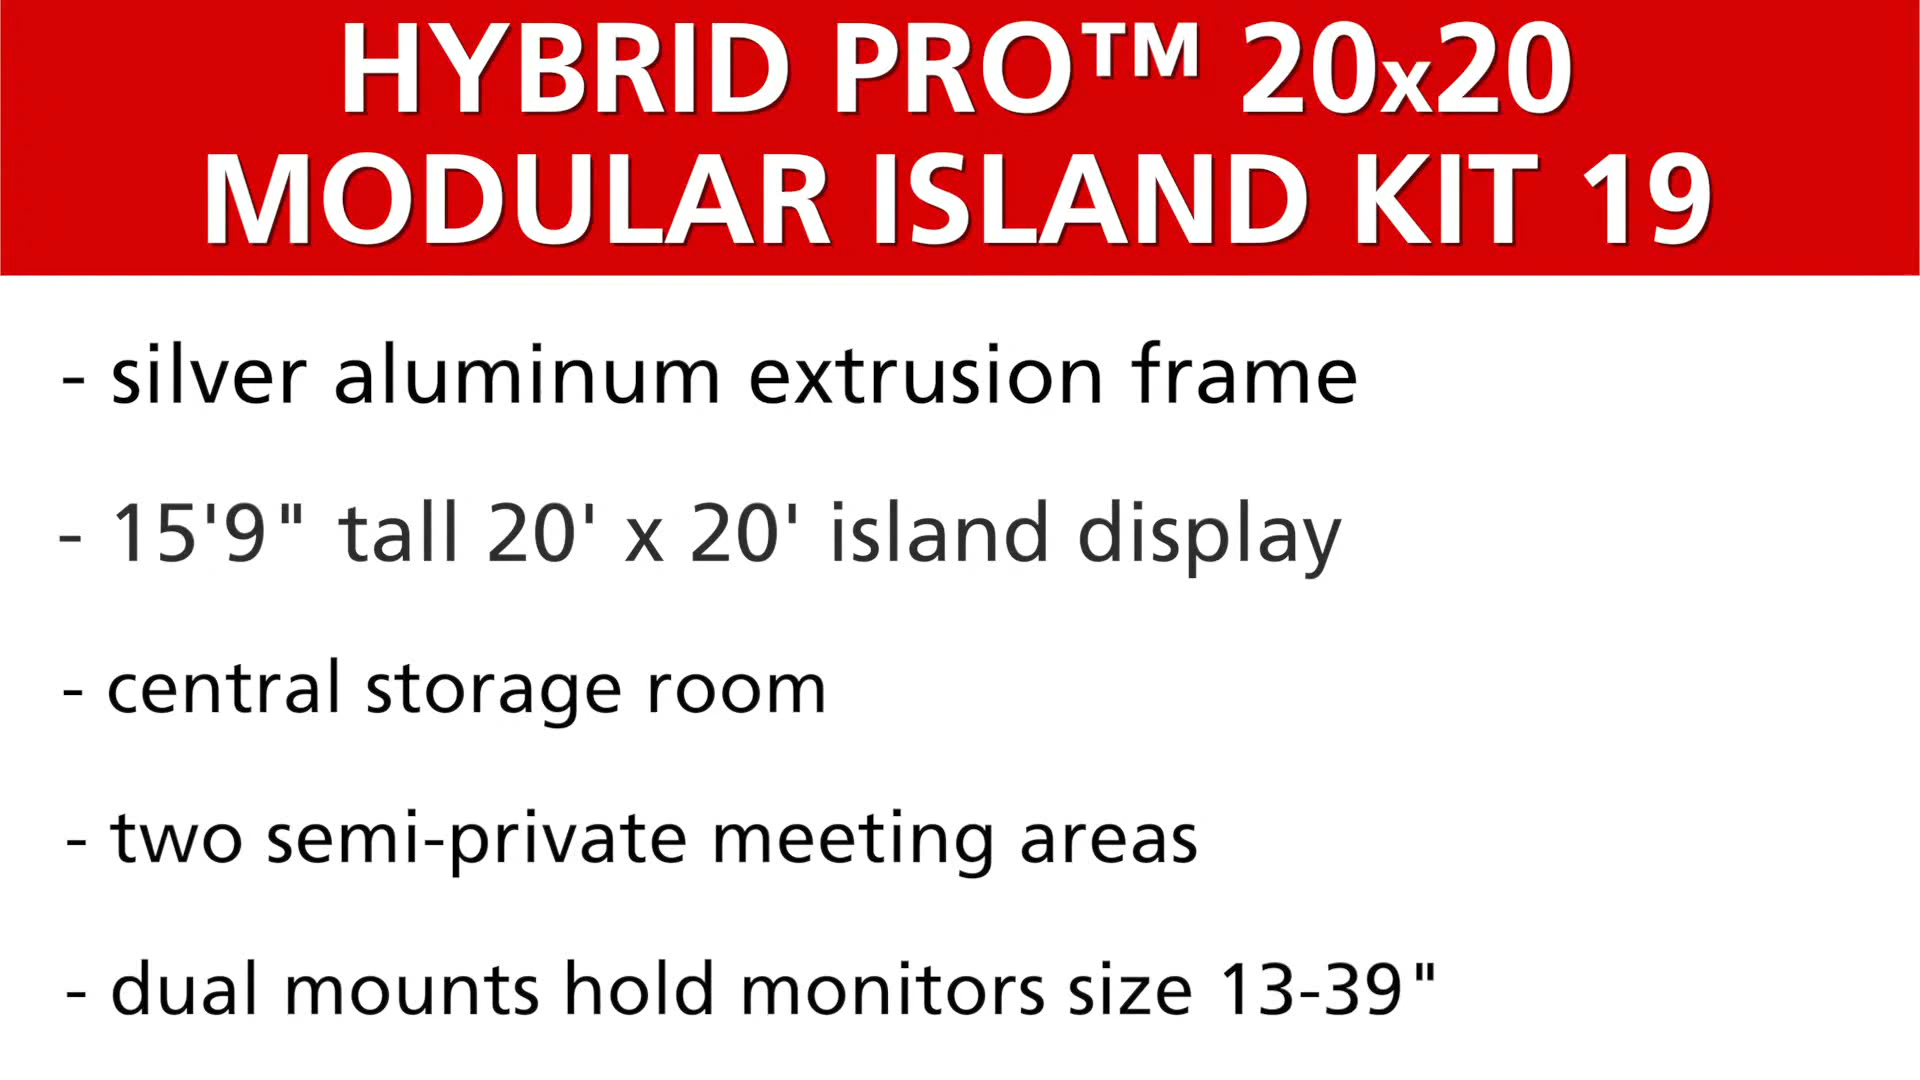 HYBRID PRO™ 20x20
MODULAR ISLAND KIT 19
- silver aluminum extrusion frame
- 15'9" tall 20' x 20' island display
- central storage room
- two semi-private meeting areas
- dual mounts hold monitors size 13-39"